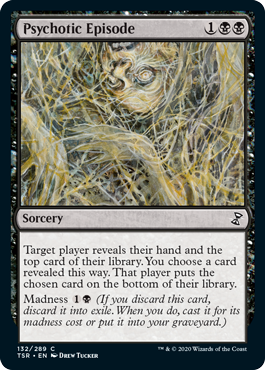 Psychotic Episode 1
Sorcery
Target player reveals their hand and the
top card of their library. You choose a card
revealed this way. That player puts the
chosen card on the bottom of their library.
Madness 1 (If you discard this card,
discard it into exile. When you do, cast it for its
madness cost or put it into your graveyard.)
132/289 C
TSR • EN DREW TUCKER
™ & © 2020 Wizards of the Coast